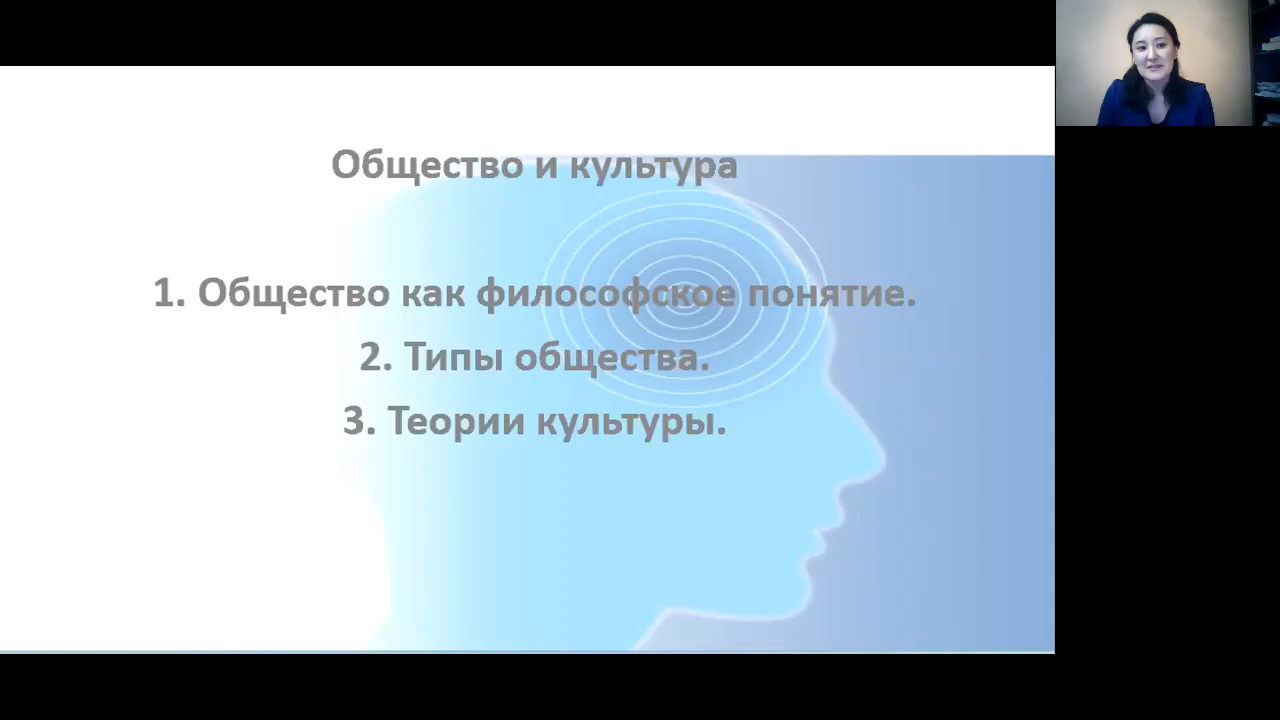 Общество и культура
1. Общество как философское понятие.
2. Типы общества.
3. Теории культуры.